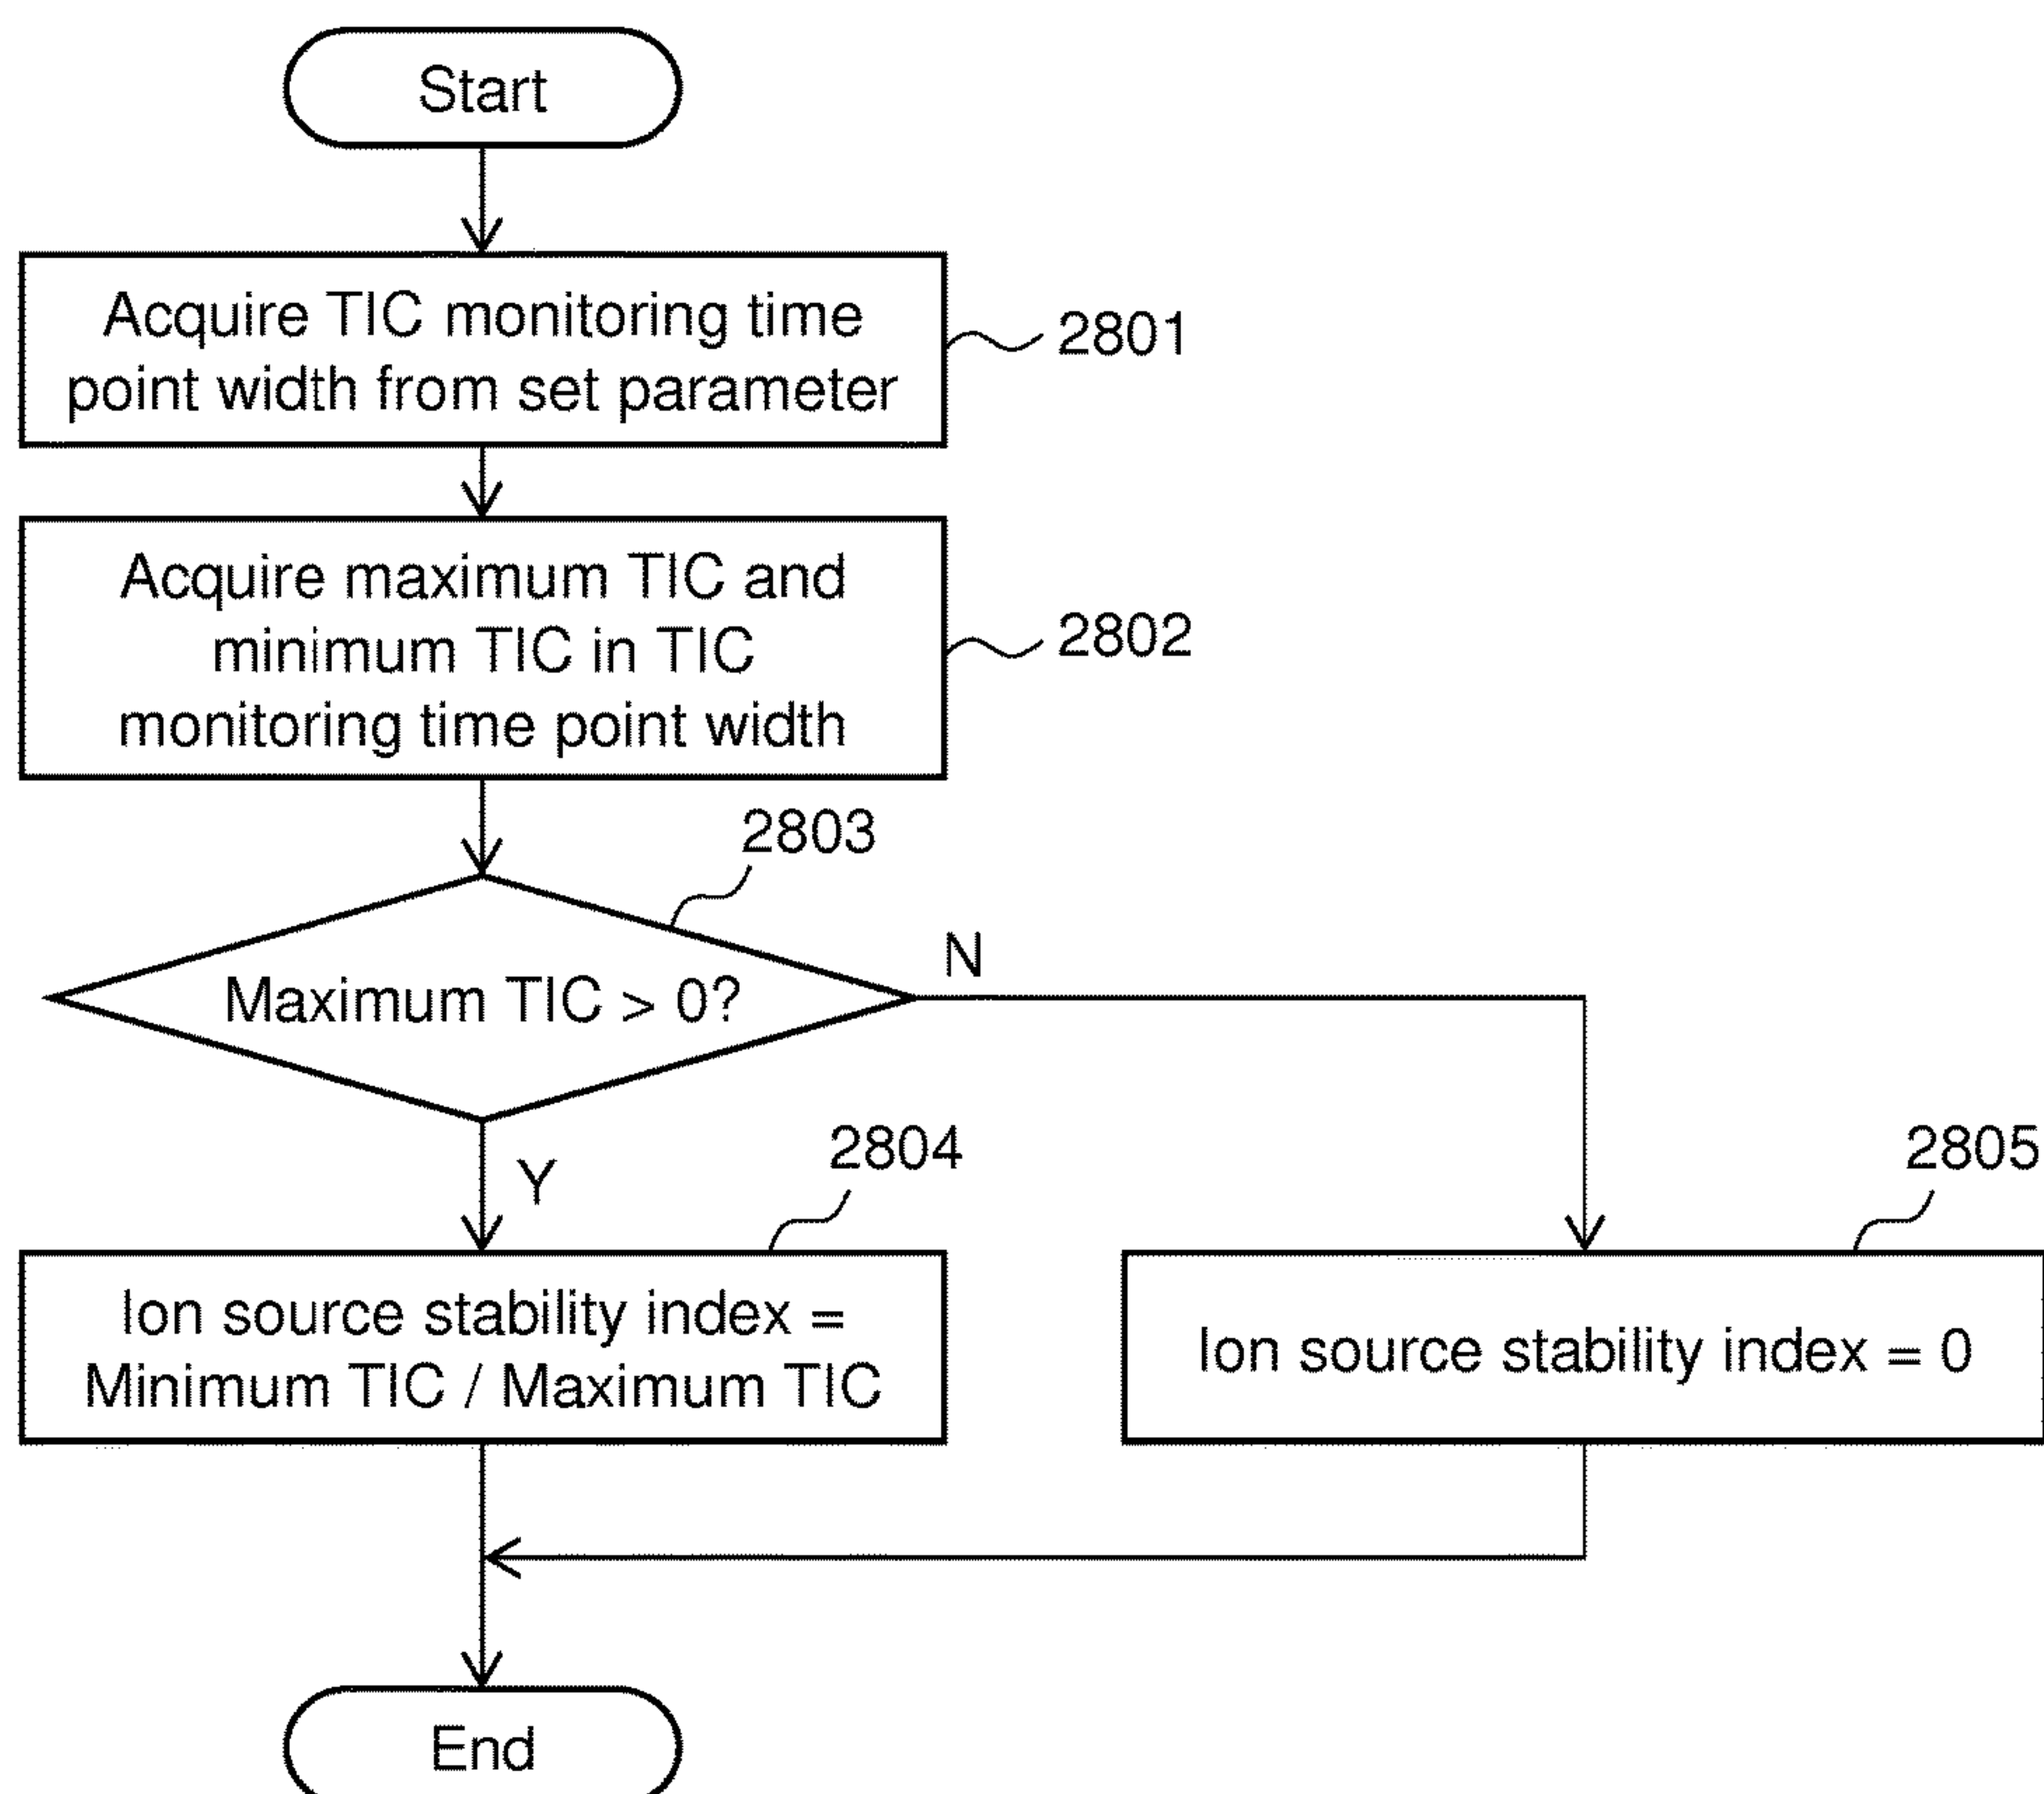 Start
Acquire TIC monitoring time
point width from set parameter
2801
Acquire maximum TIC and
minimum TIC in TIC
monitoring time point width
2802
2803
Maximum TIC > 0?
N
Y
2804
Ion source stability index =
Minimum TIC / Maximum TIC
2805
Ion source stability index = 0
End